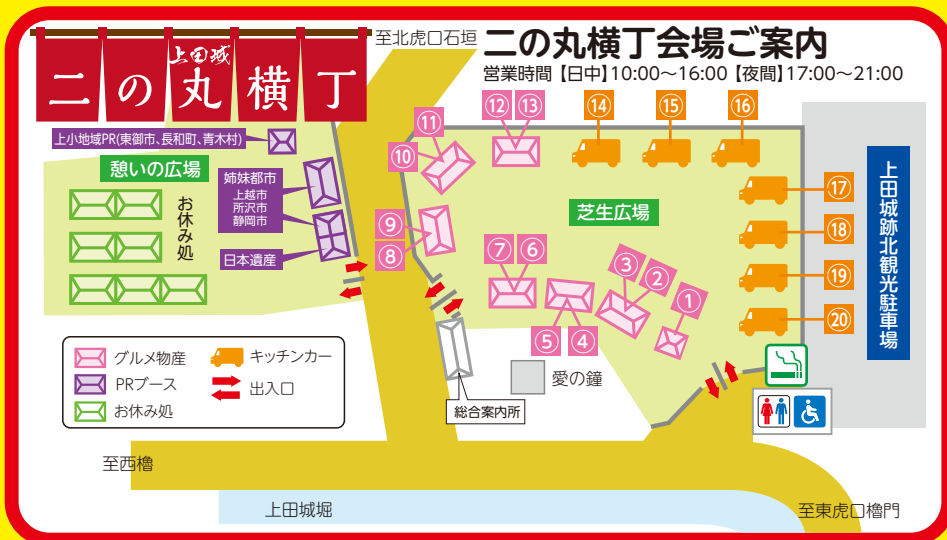 上田城
二の丸横丁
至北虎口石垣
二の丸横丁会場ご案内
営業時間【日中】10:00～16:00【夜間】17:00～21:00
上小地域PR(東御市、長和町、青木村)
憩いの広場
お休み処
姉妹都市
上越市
所沢市
静岡市
日本遺産
⑪
⑩
⑫
⑬
⑭
⑮
⑯
⑨
⑧
⑦
⑥
芝生広場
③
②
①
⑤
④
⑰
⑱
⑲
⑳
上田城跡北観光駐車場
グルメ物産
キッチンカー
PRブース
出入口
お休み処
愛の鐘
総合案内所
至西櫓
上田城堀
至東虎口櫓門